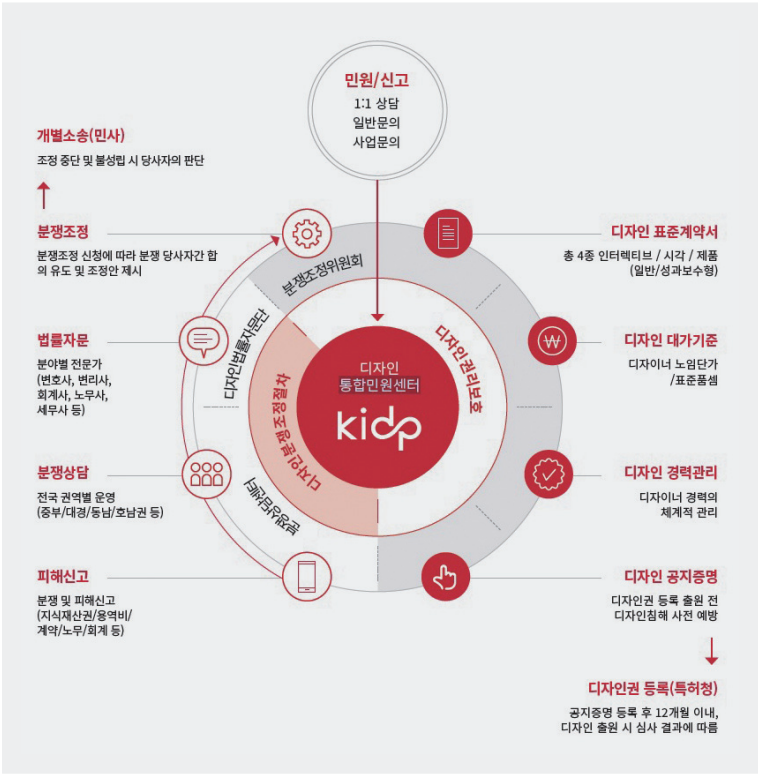 민원/신고
1:1 상담
일반문의
사업문의
개별소송(민사)
조정 중단 및 불성립 시 당사자의 판단
분쟁조정
분쟁조정 신청에 따라 분쟁 당사자간 합
의 유도 및 조정안 제시
법률자문
분야별 전문가
(변호사, 변리사,
회계사, 노무사,
세무사 등)
분쟁상담
전국 권역별 운영
(중부/대경/동남/호남권 등)
피해신고
분쟁 및 피해신고
(지식재산권/용역비/
계약/노무/회계 등)
분쟁조정위원회
디자인법률자문단
분쟁상담센터
디자인분쟁조정절차
디자인권리보호
디자인
통합민원센터
kidp
디자인 표준계약서
총 4종 인터렉티브 / 시각 / 제품
(일반/성과보수형)
디자인 대가기준
디자이너 노임단가
/표준품셈
디자인 경력관리
디자이너 경력의
체계적 관리
디자인 공지증명
디자인권 등록 출원 전
디자인침해 사전 예방
디자인권 등록(특허청)
공지증명 등록 후 12개월 이내,
디자인 출원 시 심사 결과에 따름